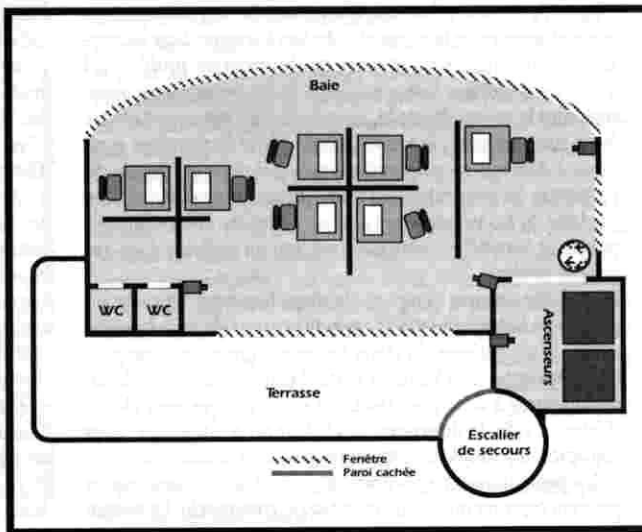 Baie
WC
WC
Ascenseurs
Terrasse
Escalier
de secours
Fenêtre
Paroi cachée